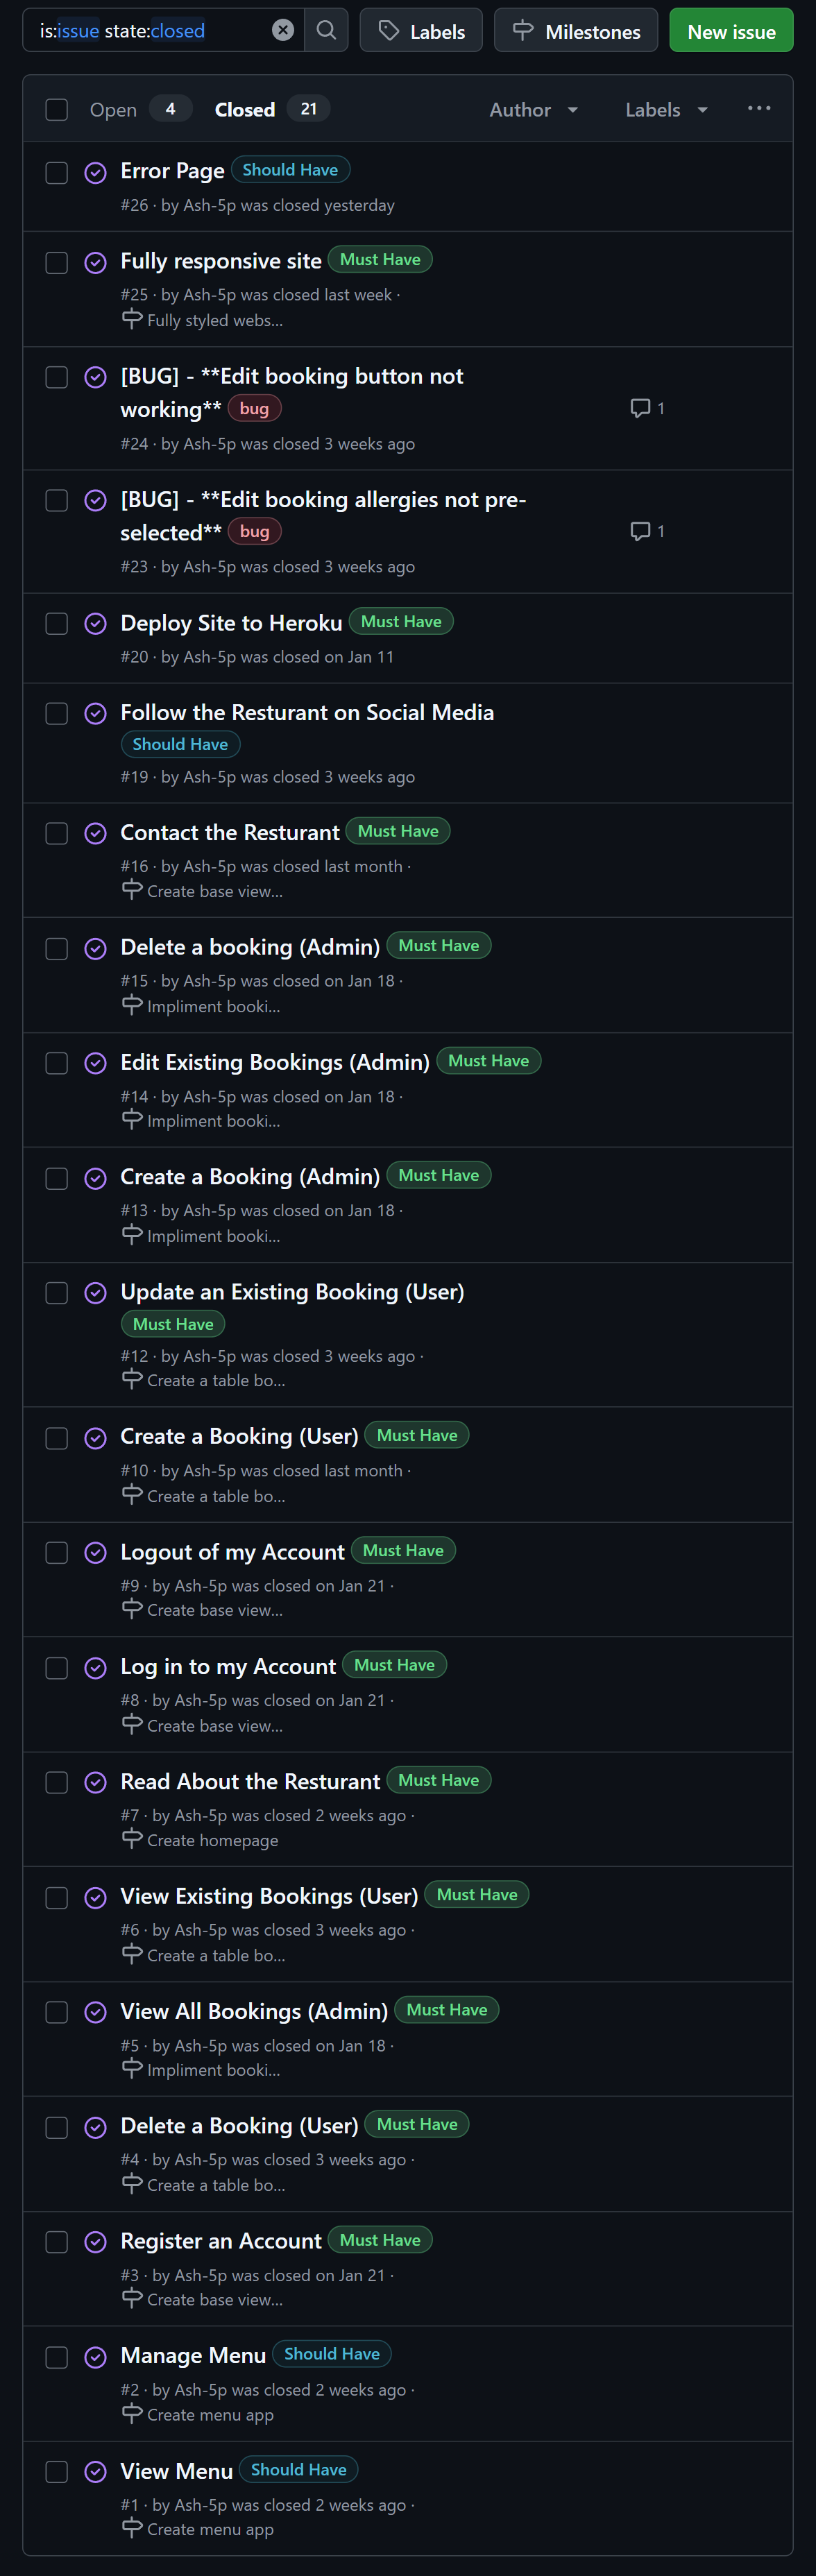 is:issue state:closed
Labels
Milestones
New issue
Open 4 Closed 21 Author Labels
Error Page Should Have
#26 · by Ash-5p was closed yesterday
Fully responsive site Must Have
#25 · by Ash-5p was closed last week ·
Fully styled webs...
[BUG] - **Edit booking button not
working** bug 1
#24 · by Ash-5p was closed 3 weeks ago
[BUG] - **Edit booking allergies not pre-
selected** bug 1
#23 · by Ash-5p was closed 3 weeks ago
Deploy Site to Heroku Must Have
#20 · by Ash-5p was closed on Jan 11
Follow the Resturant on Social Media
Should Have
#19 · by Ash-5p was closed 3 weeks ago
Contact the Resturant Must Have
#16 · by Ash-5p was closed last month ·
Create base view...
Delete a booking (Admin) Must Have
#15 · by Ash-5p was closed on Jan 18 ·
Impliment booki...
Edit Existing Bookings (Admin) Must Have
#14 · by Ash-5p was closed on Jan 18 ·
Impliment booki...
Create a Booking (Admin) Must Have
#13 · by Ash-5p was closed on Jan 18 ·
Impliment booki...
Update an Existing Booking (User)
Must Have
#12 · by Ash-5p was closed 3 weeks ago ·
Create a table bo...
Create a Booking (User) Must Have
#10 · by Ash-5p was closed last month ·
Create a table bo...
Logout of my Account Must Have
#9 · by Ash-5p was closed on Jan 21 ·
Create base view...
Log in to my Account Must Have
#8 · by Ash-5p was closed on Jan 21 ·
Create base view...
Read About the Resturant Must Have
#7 · by Ash-5p was closed 2 weeks ago ·
Create homepage
View Existing Bookings (User) Must Have
#6 · by Ash-5p was closed 3 weeks ago ·
Create a table bo...
View All Bookings (Admin) Must Have
#5 · by Ash-5p was closed on Jan 18 ·
Impliment booki...
Delete a Booking (User) Must Have
#4 · by Ash-5p was closed 3 weeks ago ·
Create a table bo...
Register an Account Must Have
#3 · by Ash-5p was closed on Jan 21 ·
Create base view...
Manage Menu Should Have
#2 · by Ash-5p was closed 2 weeks ago ·
Create menu app
View Menu Should Have
#1 · by Ash-5p was closed 2 weeks ago ·
Create menu app